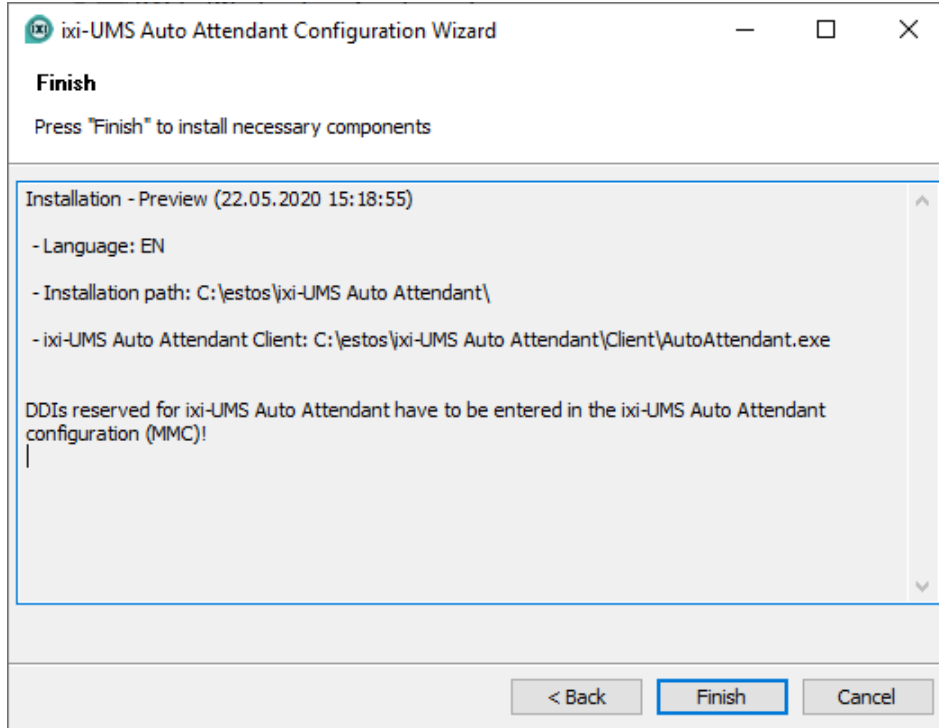 ixi-UMS Auto Attendant Configuration Wizard
Finish
Press "Finish" to install necessary components
Installation - Preview (22.05.2020 15:18:55)
- Language: EN
- Installation path: C:\estos\ixi-UMS Auto Attendant\
- ixi-UMS Auto Attendant Client: C:\estos\ixi-UMS Auto Attendant\Client\AutoAttendant.exe
DDIs reserved for ixi-UMS Auto Attendant have to be entered in the ixi-UMS Auto Attendant
configuration (MMC)!
< Back Finish Cancel